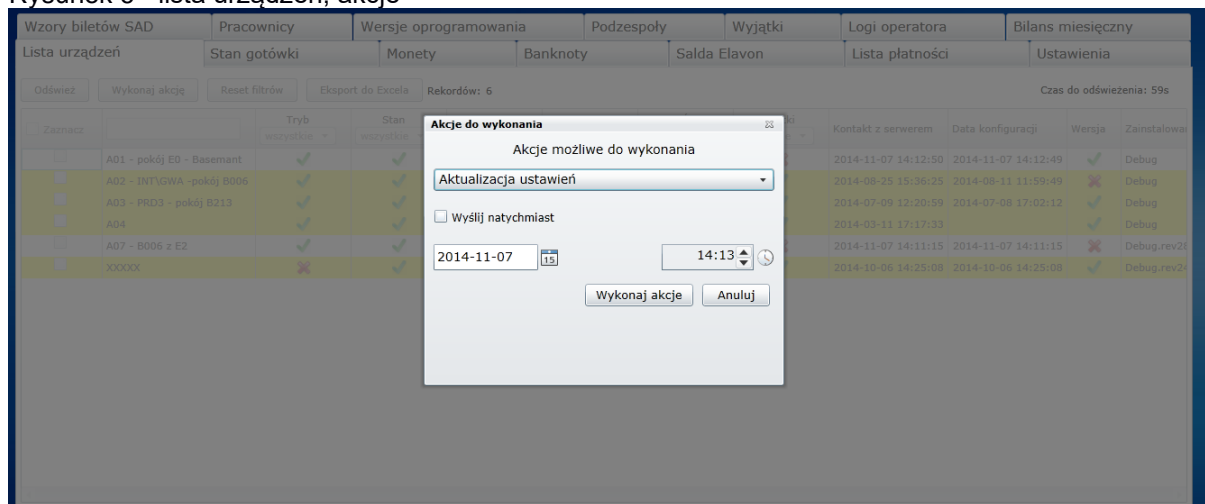 Wzory biletów SAD Pracownicy Wersje oprogramowania Podzespoły Wyjątki Logi operatora Bilans miesięczny
Lista urządzeń Stan gotówki Monety Banknoty Salda Elavon Lista płatności Ustawienia
Odśwież Wykonaj akcję Reset filtrów Eksport do Excela Rekordów: 6 Czas do odświeżenia: 59s
Zaznacz Tryb Stan Kontakt z serwerem Data konfiguracji Wersja Zainstalowa
wszystkie wszystkie
A01 - pokój E0 - Basemant 2014-11-07 14:12:50 2014-11-07 14:12:49 Debug
A02 - INT\GWA -pokój B006 2014-08-25 15:36:25 2014-08-11 11:59:49 Debug
A03 - PRD3 - pokój B213 2014-07-09 12:20:59 2014-07-08 17:02:12 Debug
A04 2014-03-11 17:17:33 Debug
A07 - B006 z E2 2014-11-07 14:11:15 2014-11-07 14:11:15 Debug.rev2
XXXXX 2014-10-06 14:25:08 2014-10-06 14:25:08 Debug.rev2
Akcje do wykonania
Akcje możliwe do wykonania
Aktualizacja ustawień
Wyślij natychmiast
2014-11-07 15 14:13
Wykonaj akcje Anuluj